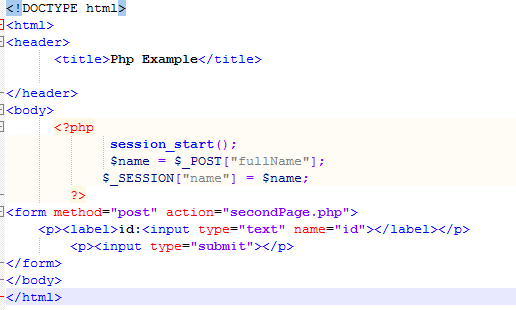 <!DOCTYPE html>
<html>
<header>
<title>Php Example</title>
</header>
<body>
<?php
session_start();
$name = $_POST["fullName"];
$_SESSION["name"] = $name;
?>
<form method="post" action="secondPage.php">
<p><label>id:<input type="text" name="id"></label></p>
<p><input type="submit"></p>
</form>
</body>
</html>